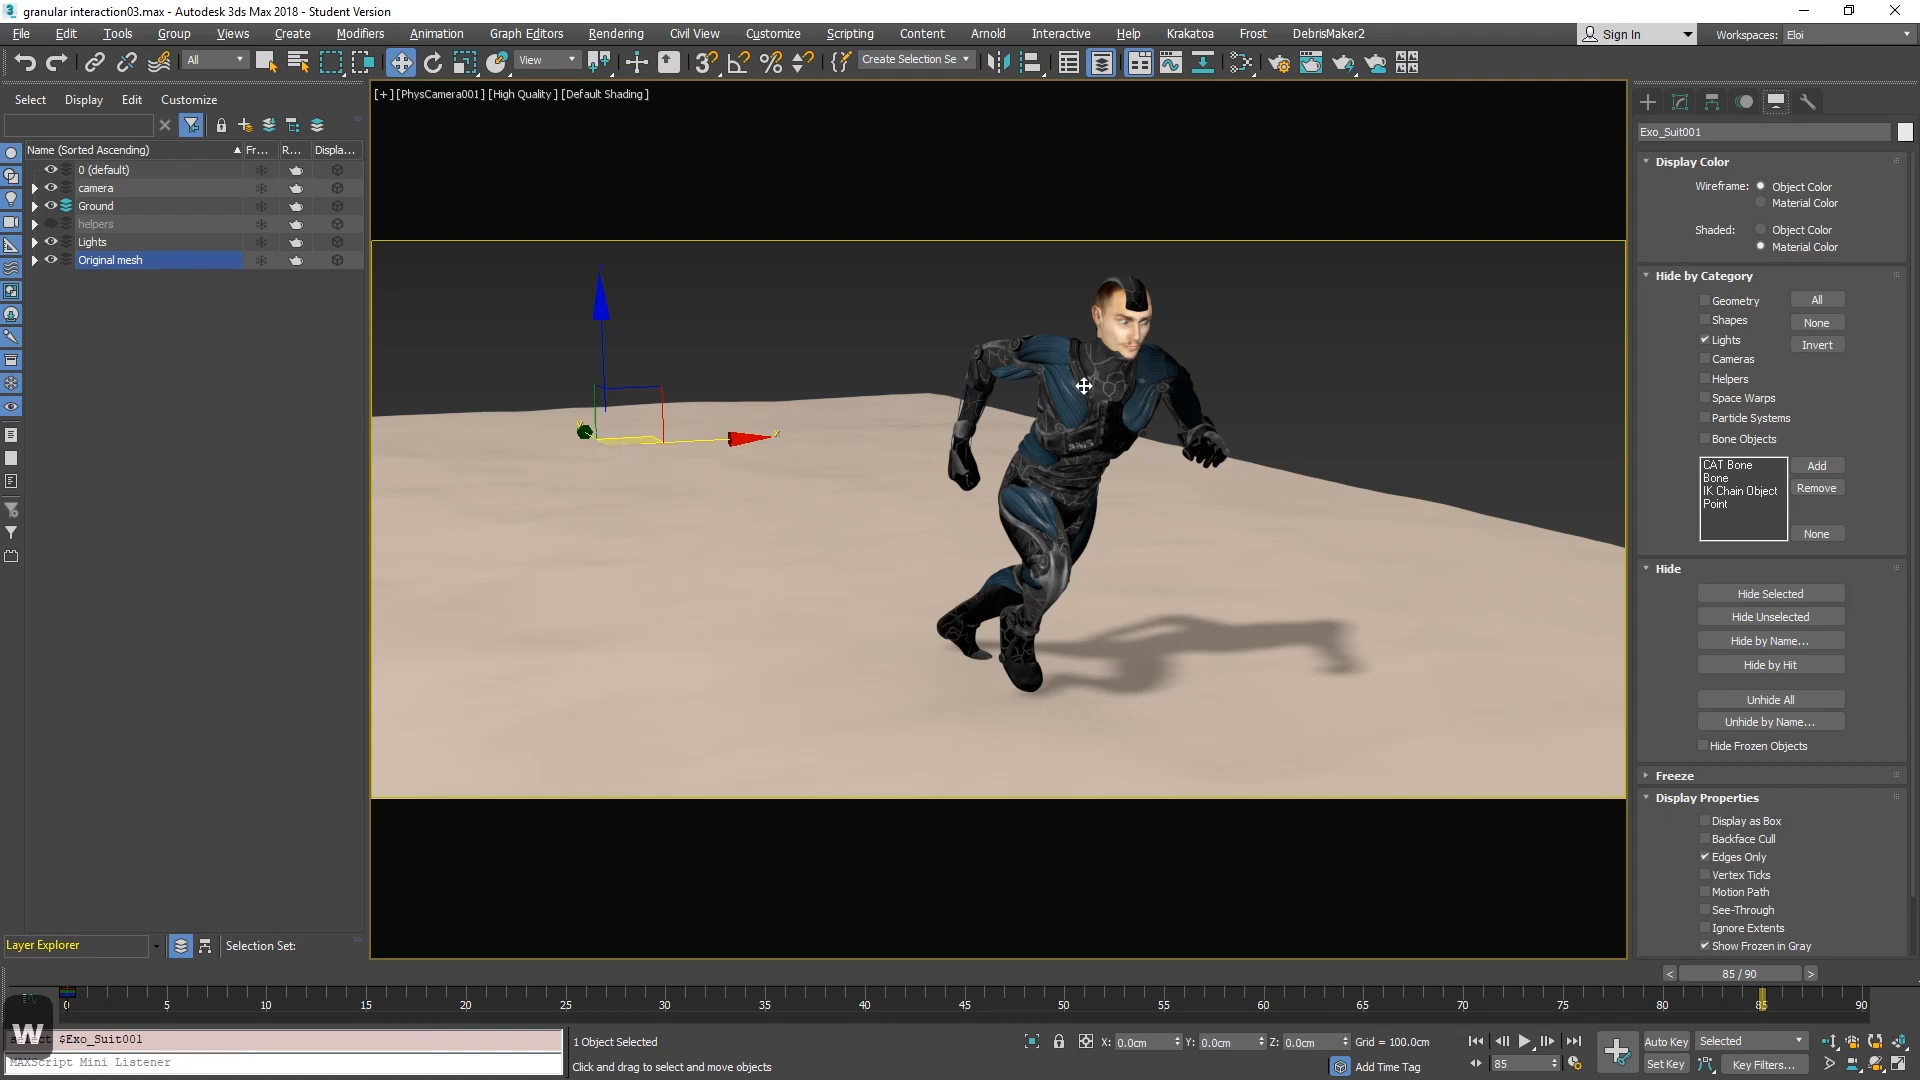 granular interaction03.max - Autodesk 3ds Max 2018 - Student Version
File Edit Tools Group Views Create Modifiers Animation Graph Editors Rendering Civil View Customize Scripting Content Arnold Interactive Help Krakatoa Frost DebrisMaker2 Sign In Workspaces: Eloi
All View Create Selection Se
Select Display Edit Customize
[+] [PhysCamera001] [High Quality] [Default Shading]
Name (Sorted Ascending) Fr... R... Displa...
0 (default)
camera
Ground
helpers
Lights
Original mesh
Exo_Suit001
Display Color
Wireframe: Object Color
Material Color
Shaded: Object Color
Material Color
Hide by Category
Geometry All
Shapes None
Lights
Invert
Cameras
Helpers
Space Warps
Particle Systems
Bone Objects
CAT Bone Add
Bone
IK Chain Object Remove
Point
None
Hide
Hide Selected
Hide Unselected
Hide by Name...
Hide by Hit
Unhide All
Unhide by Name...
Hide Frozen Objects
Freeze
Display Properties
Display as Box
Backface Cull
Edges Only
Vertex Ticks
Motion Path
See-Through
Ignore Extents
Show Frozen in Gray
x
Layer Explorer Selection Set:
< 85 / 90 >
0 5 10 15 20 25 30 35 40 45 50 55 60 65 70 75 80 85 90
W
$Exo_Suit001
MAXScript Mini Listener
1 Object Selected
Click and drag to select and move objects
X: 0.0cm Y: 0.0cm Z: 0.0cm Grid = 100.0cm
Add Time Tag
85
Auto Key Selected
Set Key Key Filters...